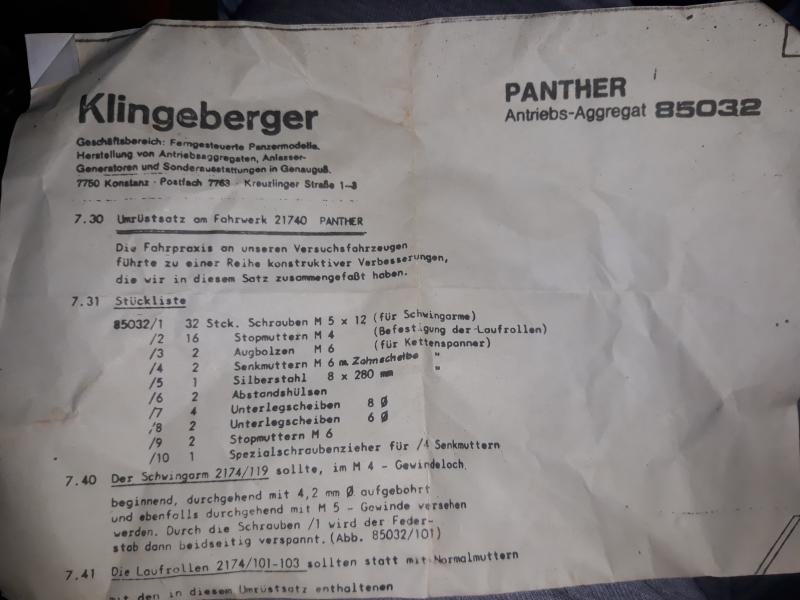 Klingeberger
PANTHER
Antriebs-Aggregat 85032
Geschäftsbereich: Ferngesteuerte Panzermodelle.
Herstellung von Antriebsaggregaten, Anlasser-
Generatoren und Sonderausstattungen in Genauguß.
7750 Konstanz · Postfach 7763 · Kreuzlinger Straße 1-3
7.30 Umrüstsatz am Fahrwerk 21740 PANTHER
Die Fahrpraxis an unseren Versuchsfahrzeugen
führte zu einer Reihe konstruktiver Verbesserungen,
die wir in diesem Satz zusammengefaßt haben.
7.31 Stückliste
85032/1 32 Stck. Schrauben M 5 x 12 (für Schwingarme)
/2 16 Stopmuttern M 4 (Befestigung der Laufrollen)
/3 2 Augbolzen M 6 (für Kettenspanner)
/4 2 Senkmuttern M 6 m. Zahnscheibe "
/5 1 Silberstahl 8 x 280 mm "
/6 2 Abstandshülsen
/7 4 Unterlegscheiben 8 Ø
/8 2 Unterlegscheiben 6 Ø
/9 2 Stopmuttern M 6
/10 1 Spezialschraubenzieher für /4 Senkmuttern
7.40 Der Schwingarm 2174/119 sollte, im M 4 - Gewindeloch
beginnend, durchgehend mit 4,2 mm Ø aufgebohrt
und ebenfalls durchgehend mit M 5 - Gewinde versehen
werden. Durch die Schrauben /1 wird der Feder-
stab dann beidseitig verspannt. (Abb. 85032/101)
7.41 Die Laufrollen 2174/101-103 sollten statt mit Normalmuttern
mit den in diesem Umrüstsatz enthaltenen